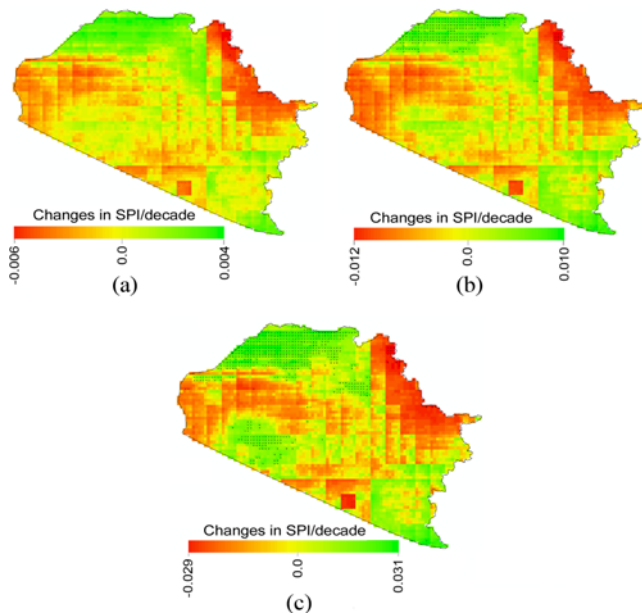 Changes in SPI/decade
-0.006 0.0 0.004
(a)
Changes in SPI/decade
-0.012 0.0 0.010
(b)
Changes in SPI/decade
-0.029 0.0 0.031
(c)